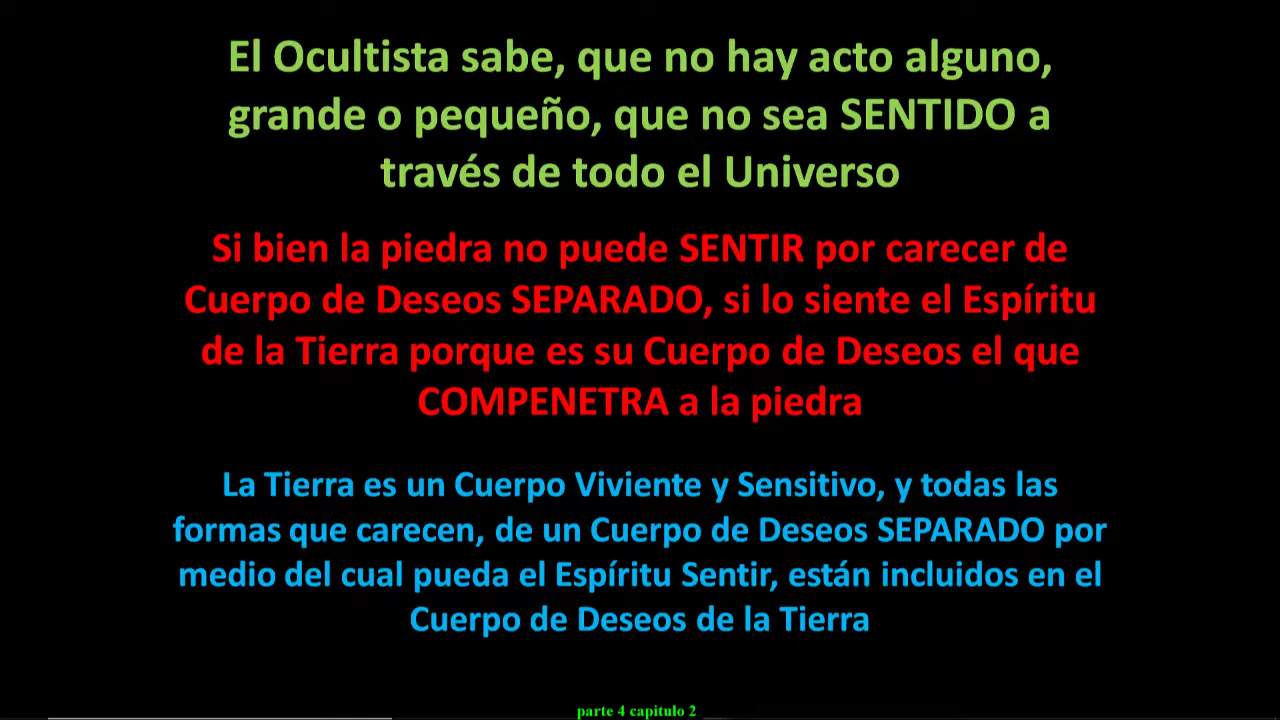 El Ocultista sabe, que no hay acto alguno,
grande o pequeño, que no sea SENTIDO a
través de todo el Universo
Si bien la piedra no puede SENTIR por carecer de
Cuerpo de Deseos SEPARADO, si lo siente el Espíritu
de la Tierra porque es su Cuerpo de Deseos el que
COMPENETRA a la piedra
La Tierra es un Cuerpo Viviente y Sensitivo, y todas las
formas que carecen, de un Cuerpo de Deseos SEPARADO por
medio del cual pueda el Espíritu Sentir, están incluidos en el
Cuerpo de Deseos de la Tierra
parte 4 capitulo 2